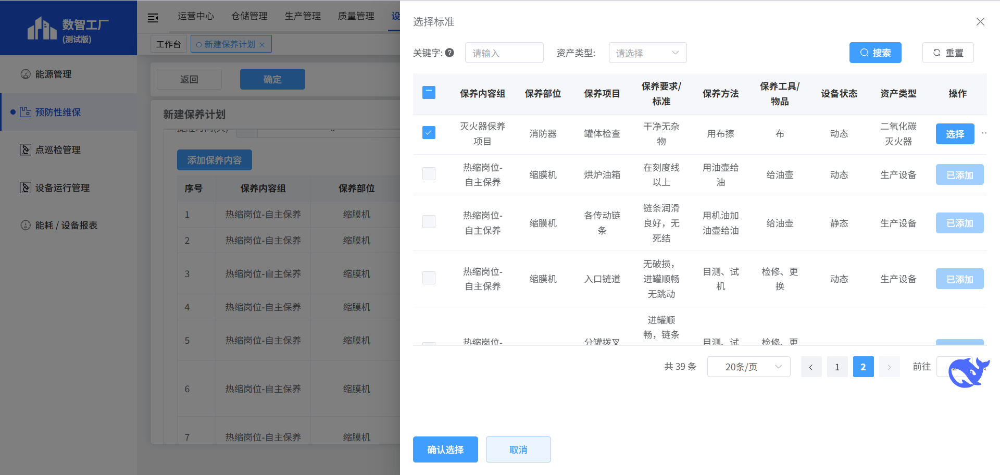 数智工厂
(测试版)
能源管理
预防性维保
点巡检管理
设备运行管理
能耗 / 设备报表
运营中心 仓储管理 生产管理 质量管理 设
工作台 新建保养计划
返回 确定
新建保养计划
提醒时间(天)
添加保养内容
序号 保养内容组 保养部位
1 热缩岗位-自主保养 缩膜机
2 热缩岗位-自主保养 缩膜机
3 热缩岗位-自主保养 缩膜机
4 热缩岗位-自主保养 缩膜机
5 热缩岗位-自主保养 缩膜机
6 热缩岗位-自主保养 缩膜机
7 热缩岗位-自主保养 缩膜机
选择标准
关键字: 请输入 资产类型: 请选择 搜索 重置
保养内容组 保养部位 保养项目 保养要求/
标准 保养方法 保养工具/
物品 设备状态 资产类型 操作
灭火器保养
项目 消防器 罐体检查 干净无杂
物 用布擦 布 动态 二氧化碳
灭火器 选择
热缩岗位-
自主保养 缩膜机 烘炉油箱 在刻度线
以上 用油壶给
油 给油壶 动态 生产设备 已添加
热缩岗位-
自主保养 缩膜机 各传动链
条 链条润滑
良好，无
死结 用机油加
油壶给油 给油壶 静态 生产设备 已添加
热缩岗位-
自主保养 缩膜机 入口链道 无破损，
进罐顺畅
无跳动 目测、试
机 检修、更
换 动态 生产设备 已添加
热缩岗位- 分罐拨叉 进罐顺
畅，链条 目测、试 检修、更
共 39 条 20条/页 1 2 前往
确认选择 取消